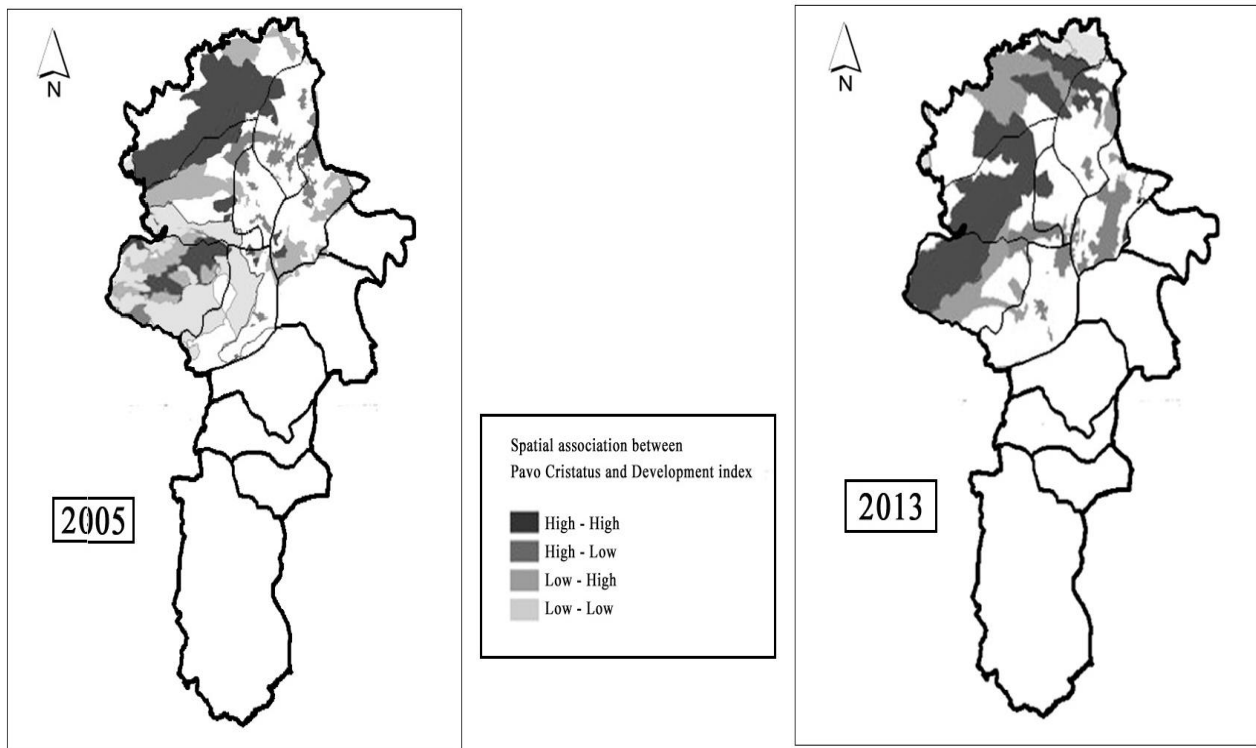 N
N
Spatial association between
Pavo Cristatus and Development index
High - High
High - Low
Low - High
Low - Low
2005
2013